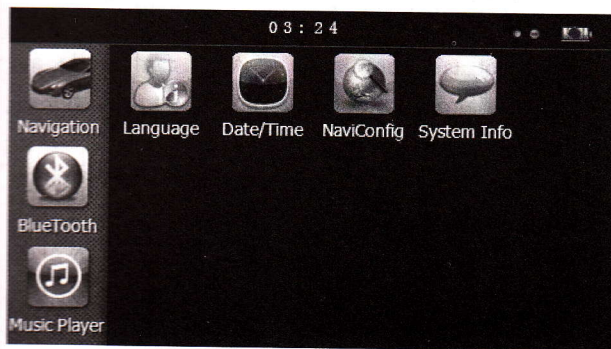 03:24
Navigation
Language
Date/Time
NaviConfig
System Info
BlueTooth
Music Player